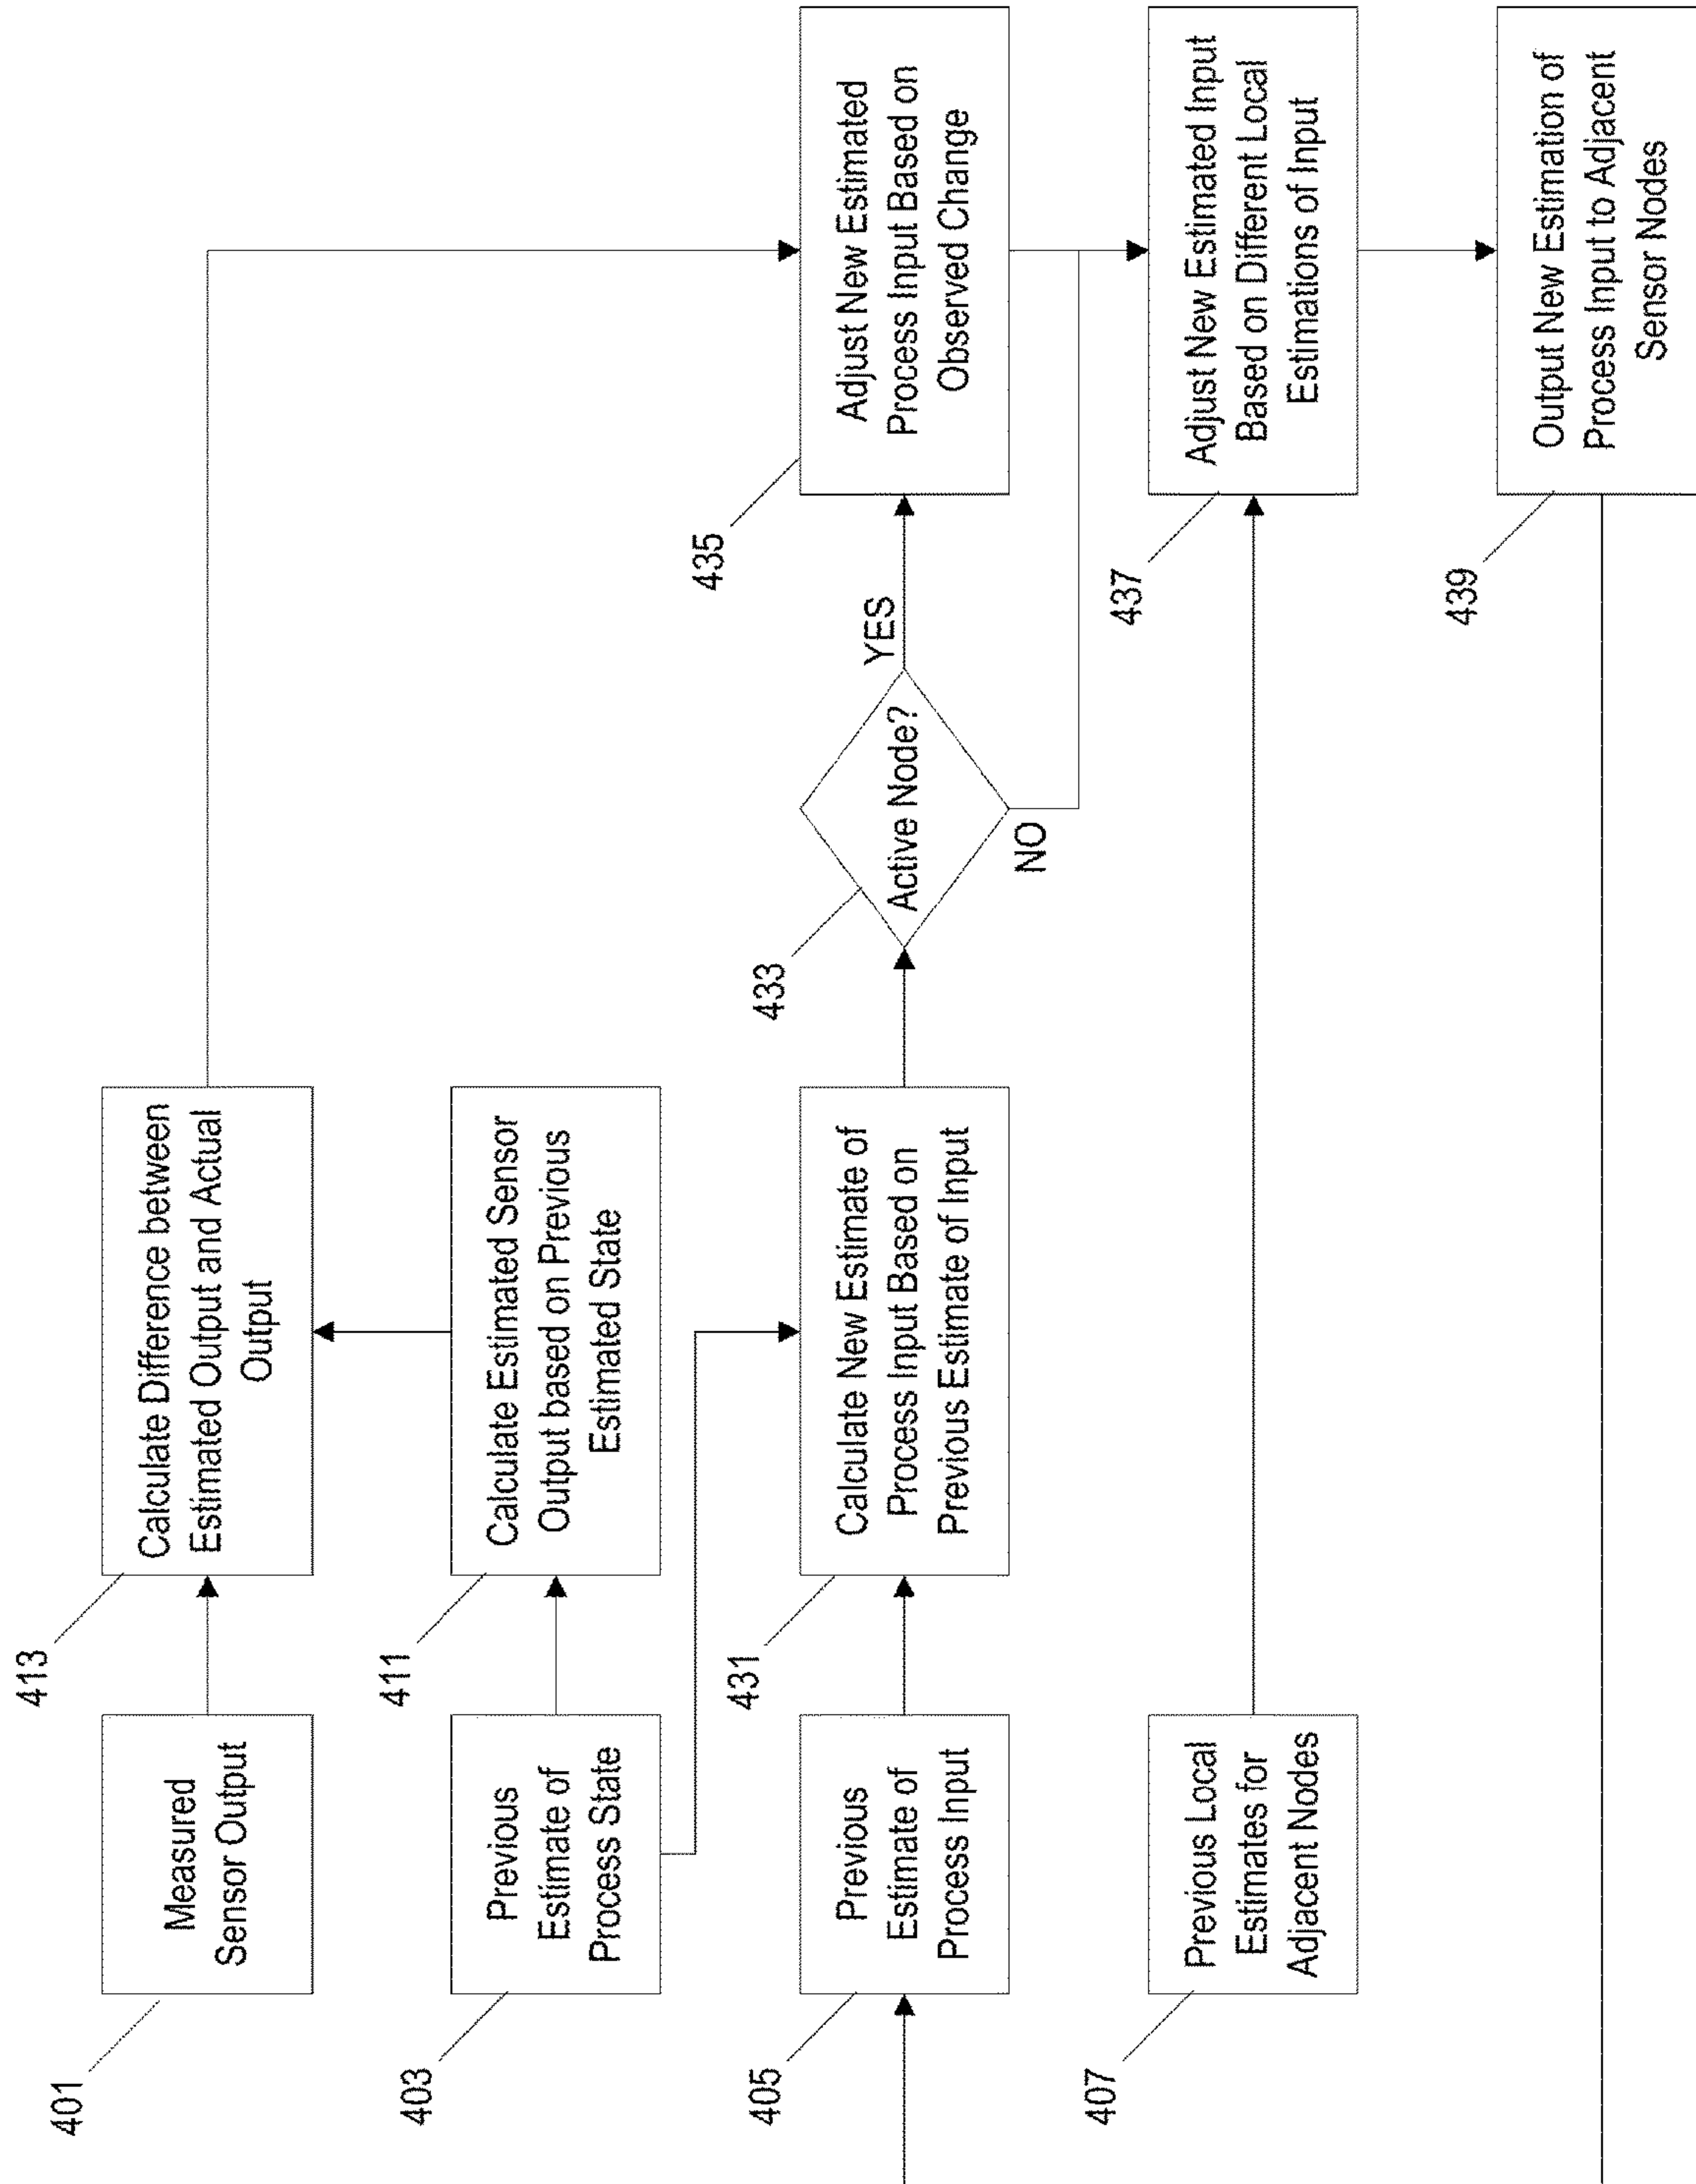 401
Measured
Sensor Output
413
Calculate Difference between
Estimated Output and Actual
Output
403
Previous
Estimate of
Process State
411
Calculate Estimated Sensor
Output based on Previous
Estimated State
405
Previous
Estimate of
Process Input
431
Calculate New Estimate of
Process Input Based on
Previous Estimate of Input
433
Active Node?
YES
NO
435
Adjust New Estimated
Process Input Based on
Observed Change
407
Previous Local
Estimates for
Adjacent Nodes
437
Adjust New Estimated Input
Based on Different Local
Estimations of Input
439
Output New Estimation of
Process Input to Adjacent
Sensor Nodes